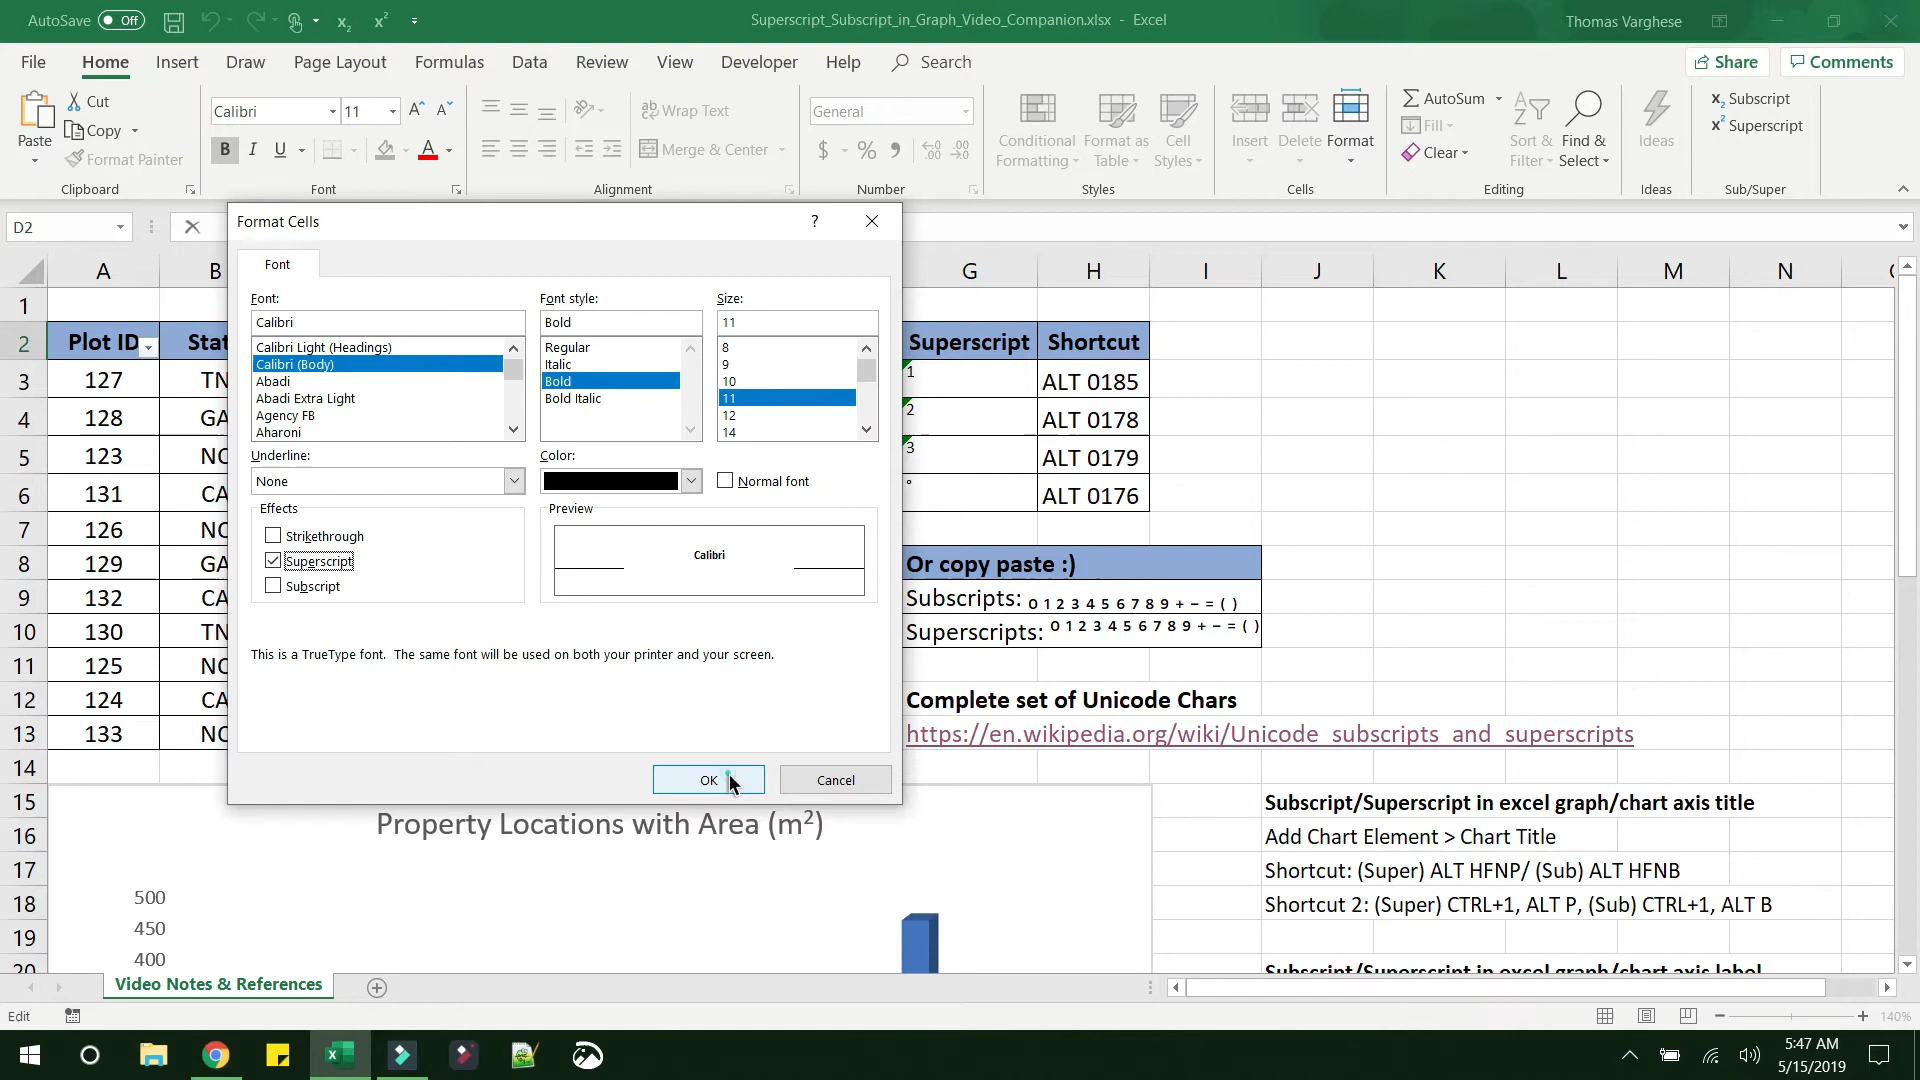 AutoSave Off
Superscript_Subscript_in_Graph_Video_Companion.xlsx - Excel
Thomas Varghese
File Home Insert Draw Page Layout Formulas Data Review View Developer Help Search
Share Comments
Paste
Cut
Copy
Format Painter
Clipboard
Calibri 11
B I U
Font
Wrap Text
Merge & Center
Alignment
General
$ % ,
Number
Conditional Formatting
Format as Table
Cell Styles
Styles
Insert Delete Format
Cells
AutoSum
Fill
Clear
Sort & Filter
Find & Select
Editing
Ideas
Ideas
x₂ Subscript
x² Superscript
Sub/Super
D2
Format Cells
?
Font
Font:
Calibri
Calibri Light (Headings)
Calibri (Body)
Abadi
Abadi Extra Light
Agency FB
Aharoni
Font style:
Bold
Regular
Italic
Bold
Bold Italic
Size:
11
8
9
10
11
12
14
Underline:
None
Color:
Normal font
Effects
Strikethrough
Superscript
Subscript
Preview
Calibri
This is a TrueType font. The same font will be used on both your printer and your screen.
OK Cancel
A B G H I J K L M N
1
2 Plot ID Stat Superscript Shortcut
3 127 TN ¹ ALT 0185
4 128 GA ² ALT 0178
5 123 NC ³ ALT 0179
6 131 CA ° ALT 0176
7 126 NC
8 129 GA Or copy paste :)
9 132 CA Subscripts: ₀ ₁ ₂ ₃ ₄ ₅ ₆ ₇ ₈ ₉ ₊ ₋ ₌ ₍ ₎
10 130 TN Superscripts: ⁰ ¹ ² ³ ⁴ ⁵ ⁶ ⁷ ⁸ ⁹ ⁺ ⁻ ⁼ ⁽ ⁾
11 125 NC
12 124 CA Complete set of Unicode Chars
13 133 NC https://en.wikipedia.org/wiki/Unicode_subscripts_and_superscripts
14
15 Subscript/Superscript in excel graph/chart axis title
16 Property Locations with Area (m²) Add Chart Element > Chart Title
17 Shortcut: (Super) ALT HFNP/ (Sub) ALT HFNB
18 500 Shortcut 2: (Super) CTRL+1, ALT P, (Sub) CTRL+1, ALT B
19 450
20 400 Subscript/Superscript in excel graph/chart axis label
Video Notes & References
Edit
140%
5:47 AM
5/15/2019